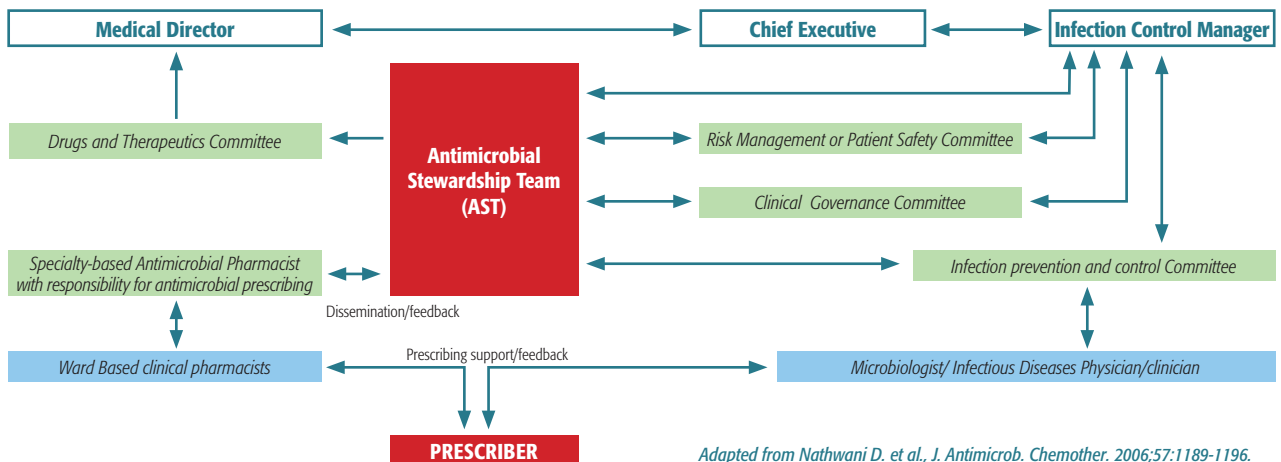 Medical Director
Chief Executive
Infection Control Manager
Drugs and Therapeutics Committee
Antimicrobial
Stewardship Team
(AST)
Risk Management or Patient Safety Committee
Clinical Governance Committee
Specialty-based Antimicrobial Pharmacist
with responsibility for antimicrobial prescribing
Infection prevention and control Committee
Dissemination/feedback
Prescribing support/feedback
Ward Based clinical pharmacists
Microbiologist/ Infectious Diseases Physician/clinician
PRESCRIBER
Adapted from Nathwani D. et al., J. Antimicrob. Chemother. 2006;57:1189-1196.